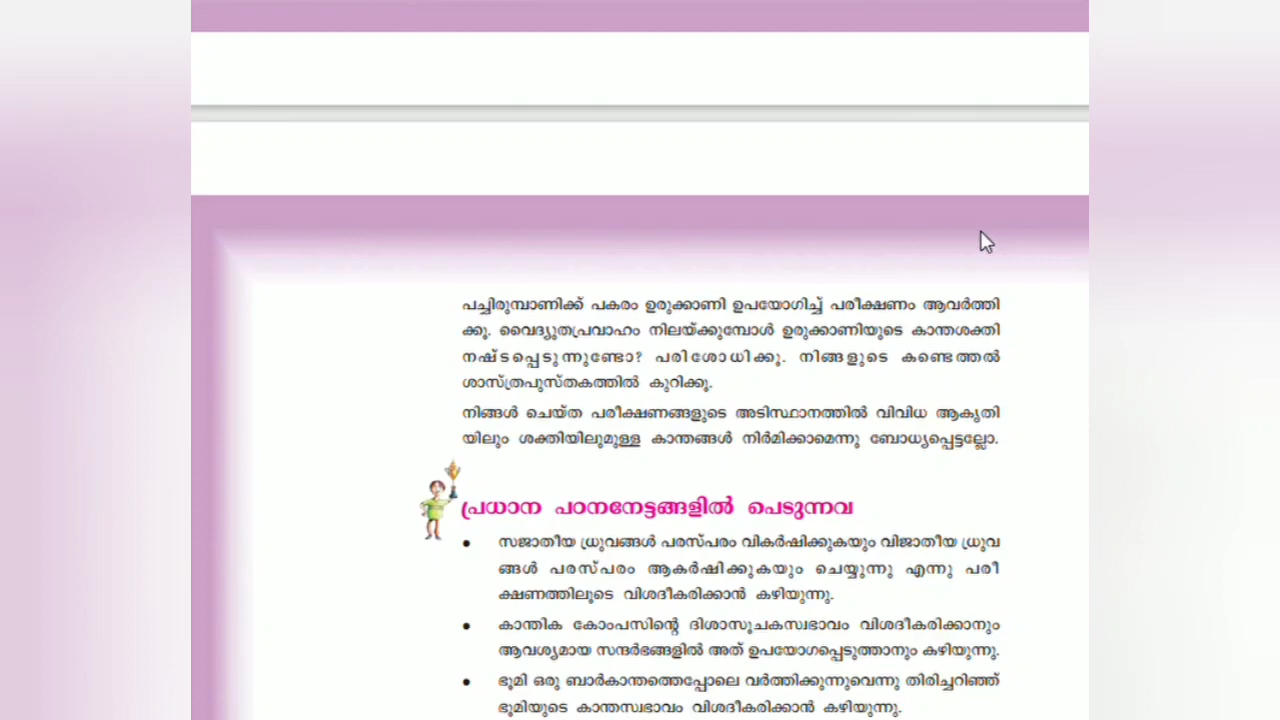 പച്ചിരുമ്പാണിക്ക് പകരം ഉരുക്കാണി ഉപയോഗിച്ച് പരീക്ഷണം ആവർത്തി
ക്കൂ. വൈദ്യുതപ്രവാഹം നിലയ്ക്കുമ്പോൾ ഉരുക്കാണിയുടെ കാന്തശക്തി
നഷ്ടപ്പെടുന്നുണ്ടോ? പരിശോധിക്കൂ. നിങ്ങളുടെ കണ്ടെത്തൽ
ശാസ്ത്രപുസ്തകത്തിൽ കുറിക്കൂ.
നിങ്ങൾ ചെയ്ത പരീക്ഷണങ്ങളുടെ അടിസ്ഥാനത്തിൽ വിവിധ ആകൃതി
യിലും ശക്തിയിലുമുള്ള കാന്തങ്ങൾ നിർമിക്കാമെന്നു ബോധ്യപ്പെട്ടല്ലോ.
പ്രധാന പഠനനേട്ടങ്ങളിൽ പെടുന്നവ
• സജാതീയ ധ്രുവങ്ങൾ പരസ്പരം വികർഷിക്കുകയും വിജാതീയ ധ്രുവ
ങ്ങൾ പരസ്പരം ആകർഷിക്കുകയും ചെയ്യുന്നു എന്നു പരീ
ക്ഷണത്തിലൂടെ വിശദീകരിക്കാൻ കഴിയുന്നു.
• കാന്തിക കോംപസിന്റെ ദിശാസൂചകസ്വഭാവം വിശദീകരിക്കാനും
ആവശ്യമായ സന്ദർഭങ്ങളിൽ അത് ഉപയോഗപ്പെടുത്താനും കഴിയുന്നു.
• ഭൂമി ഒരു ബാർകാന്തത്തെപ്പോലെ വർത്തിക്കുന്നുവെന്നു തിരിച്ചറിഞ്ഞ്
ഭൂമിയുടെ കാന്തസ്വഭാവം വിശദീകരിക്കാൻ കഴിയുന്നു.